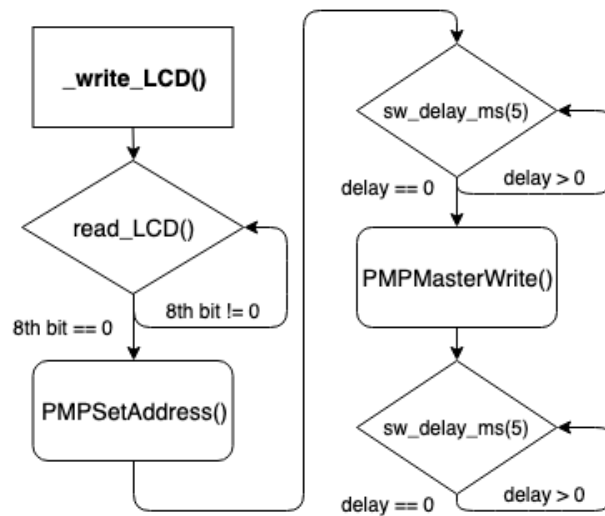 _write_LCD()
read_LCD()
8th bit != 0
8th bit == 0
PMPSetAddress()
sw_delay_ms(5)
delay > 0
delay == 0
PMPMasterWrite()
sw_delay_ms(5)
delay > 0
delay == 0